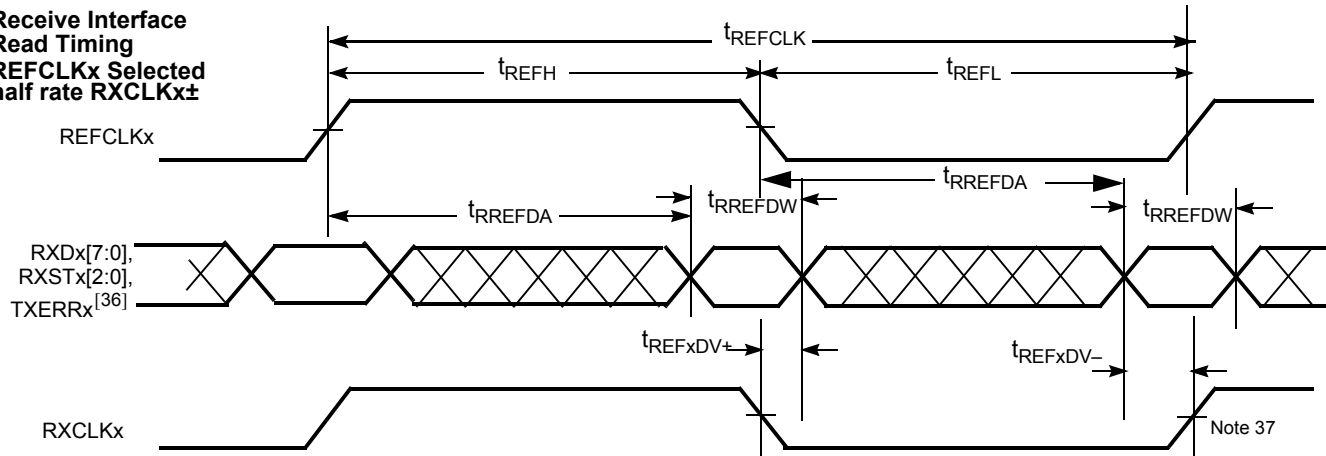 Receive Interface
Read Timing
REFCLKx Selected
half rate RXCLKx±
tREFCLK
tREFH
tREFL
REFCLKx
tRREFDA
tRREFDW
tRREFDA
tRREFDW
RXDx[7:0],
RXSTx[2:0],
TXERRx[36]
tREFxDV+
tREFxDV–
RXCLKx
Note 37